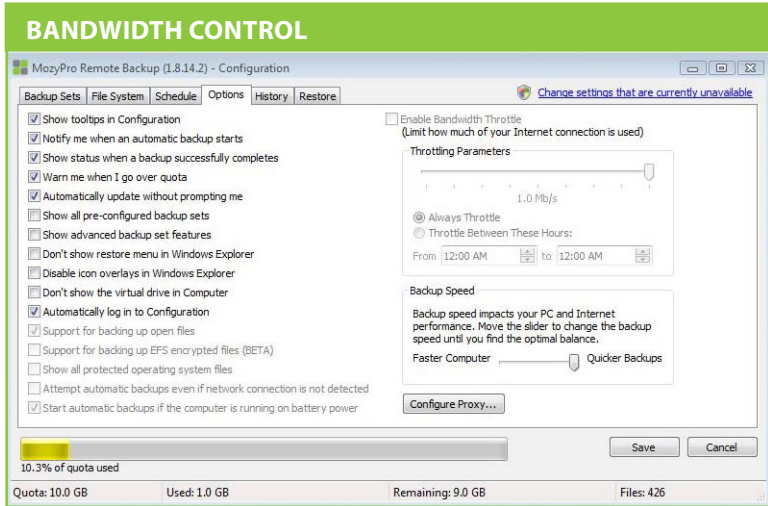 BANDWIDTH CONTROL
MozyPro Remote Backup (1.8.14.2) - Configuration
Backup Sets File System Schedule Options History Restore
Change settings that are currently unavailable
Show tooltips in Configuration
Notify me when an automatic backup starts
Show status when a backup successfully completes
Warn me when I go over quota
Automatically update without prompting me
Show all pre-configured backup sets
Show advanced backup set features
Don't show restore menu in Windows Explorer
Disable icon overlays in Windows Explorer
Don't show the virtual drive in Computer
Automatically log in to Configuration
Support for backing up open files
Support for backing up EFS encrypted files (BETA)
Show all protected operating system files
Attempt automatic backups even if network connection is not detected
Start automatic backups if the computer is running on battery power
Enable Bandwidth Throttle
(Limit how much of your Internet connection is used)
Throttling Parameters
1.0 Mb/s
Always Throttle
Throttle Between These Hours:
From 12:00 AM to 12:00 AM
Backup Speed
Backup speed impacts your PC and Internet
performance. Move the slider to change the backup
speed until you find the optimal balance.
Faster Computer Quicker Backups
Configure Proxy...
10.3% of quota used
Save Cancel
Quota: 10.0 GB Used: 1.0 GB Remaining: 9.0 GB Files: 426